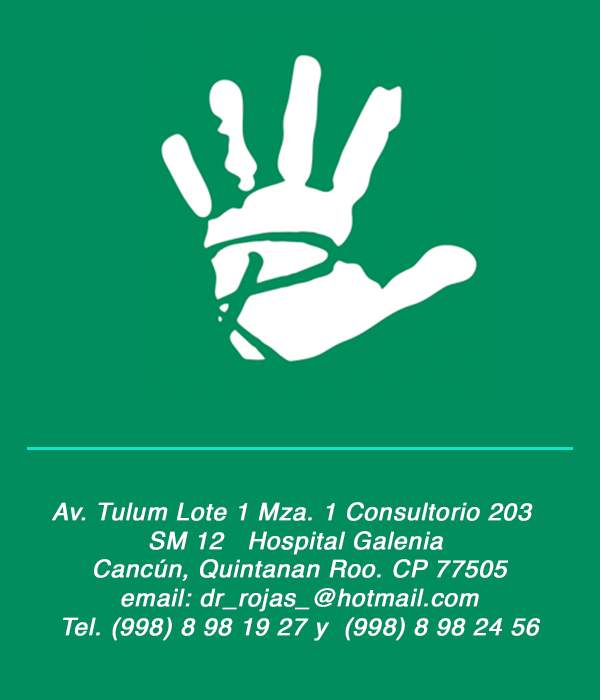 Av. Tulum Lote 1 Mza. 1 Consultorio 203
SM 12 Hospital Galenia
Cancún, Quintanan Roo. CP 77505
email: dr_rojas_@hotmail.com
Tel. (998) 8 98 19 27 y (998) 8 98 24 56